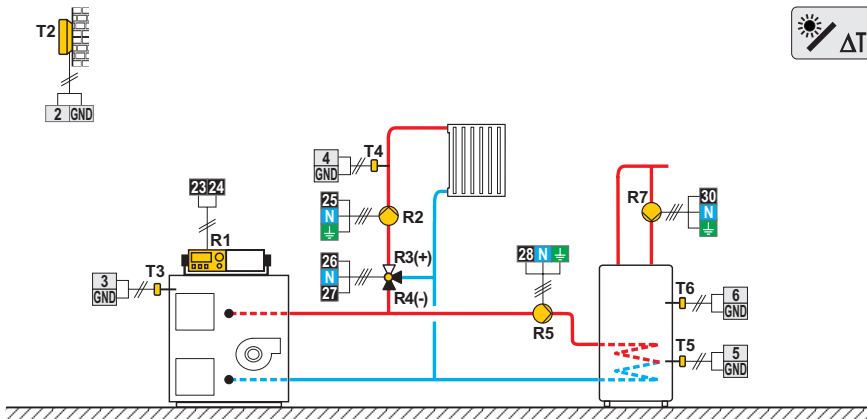 T2
2 GND
ΔT
4
GND
T4
23 24
R1
25
N
R2
R7
30
N
3
GND
T3
26
N
27
R3(+)
R4(-)
28 N
R5
T6
6
GND
T5
5
GND